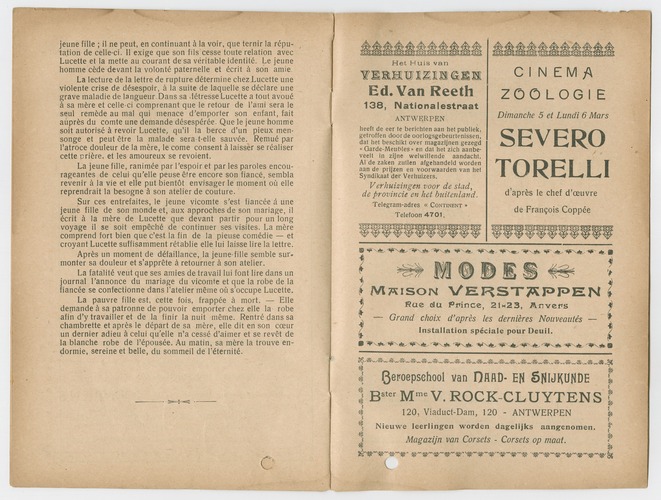 jeune fille ; il ne peut, en continuant à la voir, que ternir la répu-
tation de celle-ci. Il exige que son fils cesse toute relation avec
Lucette et la mette au courant de sa véritable identité. Le jeune
homme cède devant la volonté paternelle et écrit à son amie.
La lecture de la lettre de rupture détermine chez Lucette une
violente crise de désespoir, à la suite de laquelle se déclare une
grave maladie de langueur. Dans sa détresse Lucette a tout avoué
à sa mère et celle-ci comprenant que le retour de l'ami sera le
seul remède au mal qui menace d'emporter son enfant, fait
auprès du comte une demande désespérée. Que le jeune homme
soit autorisé à revoir Lucette, qu'il la berce d'un pieux men-
songe et peut être la malade sera-t-elle sauvée. Remué par
l'atroce douleur de la mère, le come consent à laisser se réaliser
cette prière. et les amoureux se revoient.
La jeune fille, ranimée par l'espoir et par les paroles encou-
rageantes de celui qu'elle peuse être encore son fiancé, sembla
revenir à la vie et elle put bientôt envisager le moment où elle
reprendrait la besogne à son atelier de couture.
Sur ces entrefaites, le jeune vicomte s'est fiancé à une
jeune fille de son monde et, aux approches de son mariage, il
écrit à la mère de Lucette que devant partir pour un long
voyage il se soit empêché de continuer ses visites. La mère
comprend fort bien que c'est la fin de la pieuse comédie — et
croyant Lucette suffisamment rétablie elle lui laisse lire la lettre.
Après un moment de défaillance, la jeune-fille semble sur-
monter sa douleur et s'apprête à retourner à son atelier.
La fatalité veut que ses amies de travail lui font lire dans un
journal l'annonce du mariage du vicomte et que la robe de la
fiancée se confectionne dans l'atelier même où s'occupe Lucette.
La pauvre fille est, cette fois, frappée à mort. — Elle
demande à sa patronne de pouvoir emporter chez elle la robe
afin d'y travailler et de la finir la nuit même. Rentré dans sa
chambrette et après le départ de sa mère, elle dit en son cœur
un dernier adieu à celui qu'elle n'a cessé d'aimer et se revêt de
la blanche robe de l'épousée. Au matin, sa mère la trouve en-
dormie, sereine et belle, du sommeil de l'éternité.
Het Huis van
VERHUIZINGEN
Ed. Van Reeth
138, Nationalestraat
ANTWERPEN
heeft de eer te berichten aan het publiek,
getroffen door de oorlogsgebeurtenissen,
dat het beschikt over magazijnen gezegd
« Garde-Meubles » en dat het zich aanbe-
veelt in zijne welwillende aandacht.
Al de zaken zullen afgehandeld worden
aan de prijzen en voorwaarden van het
Syndikaat der Verhuizers.
Verhuizingen voor de stad,
de provincie en het buitenland.
Telegram-adres « CONTINENT »
Telefoon 4701.
CINEMA
ZOOLOGIE
Dimanche 5 et Lundi 6 Mars
SEVERO
TORELLI
d'après le chef d'œuvre
de François Coppée
MODES
MAISON VERSTAPPEN
Rue du Prince, 21-23, Anvers
— Grand choix d'après les dernières Nouveautés —
Installation spéciale pour Deuil.
Beroepschool van NAAD- EN SNIJKUNDE
Bster Mme V. ROCK-CLUYTENS
120, Viaduct-Dam, 120 - ANTWERPEN
Nieuwe leerlingen worden dagelijks aangenomen.
Magazijn van Corsets - Corsets op maat.